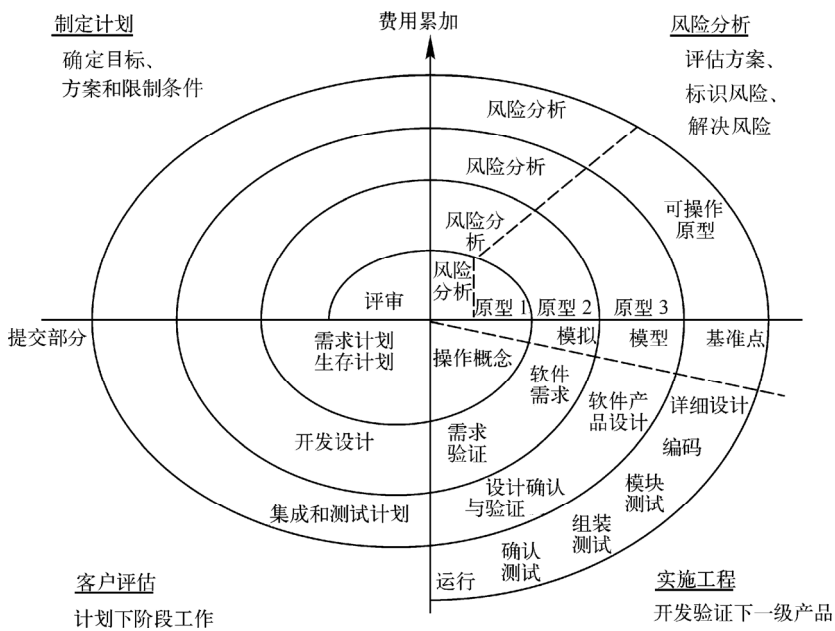 制定计划
费用累加
风险分析
确定目标、
方案和限制条件
评估方案、
标识风险、
解决风险
风险分析
风险分析
风险分
析
可操作
原型
风险
分析
评审
原型 1
原型 2
原型 3
提交部分
需求计划
生存计划
操作概念
模拟
模型
基准点
软件
需求
软件产
品设计
详细设计
开发设计
需求
验证
编码
集成和测试计划
设计确认
与验证
模块
测试
组装
测试
确认
测试
运行
客户评估
计划下阶段工作
实施工程
开发验证下一级产品